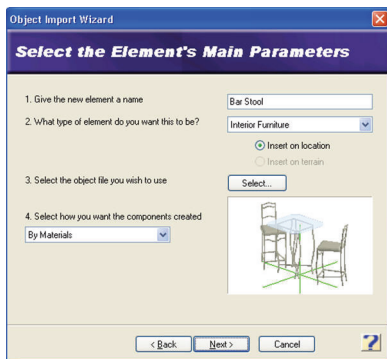 Object Import Wizard
Select the Element's Main Parameters
1. Give the new element a name
Bar Stool
2. What type of element do you want this to be?
Interior Furniture
Insert on location
Insert on terrain
3. Select the object file you wish to use
Select...
4. Select how you want the components created
By Materials
< Back
Next >
Cancel
?